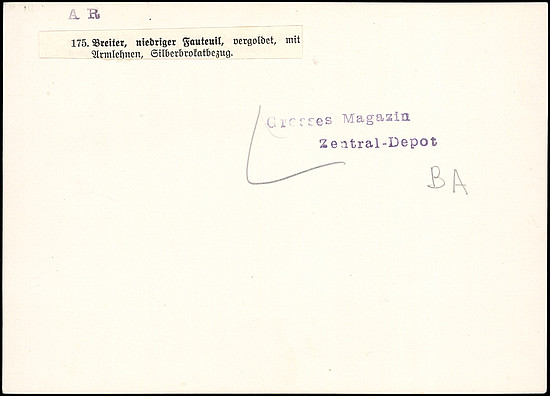 A R
175. Breiter, niedriger Fauteuil, vergoldet, mit
Armlehnen, Silberbrokatbezug.
Grosses Magazin
Zentral-Depot
BA